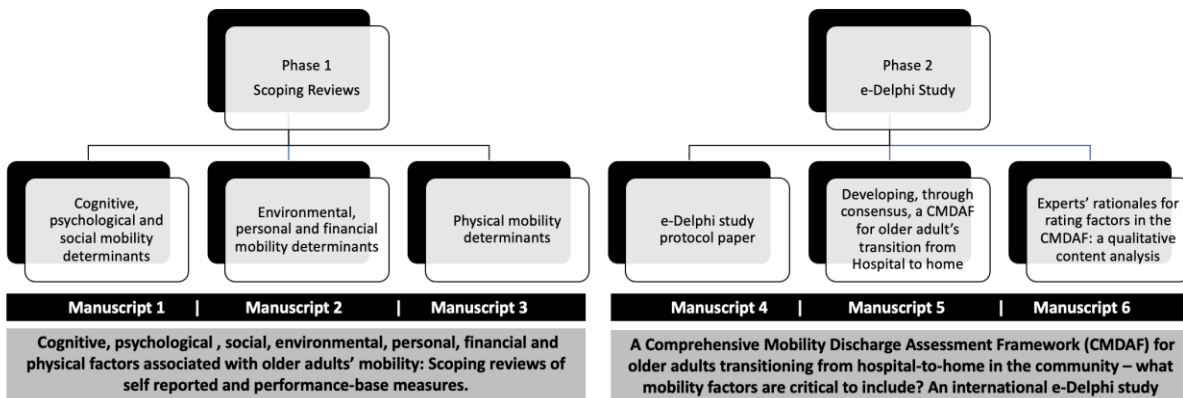 Phase 1
Scoping Reviews
Cognitive,
psychological and
social mobility
determinants
Environmental,
personal and financial
mobility determinants
Physical mobility
determinants
Manuscript 1 | Manuscript 2 | Manuscript 3
Cognitive, psychological , social, environmental, personal, financial and
physical factors associated with older adults’ mobility: Scoping reviews of
self reported and performance-base measures.
Phase 2
e-Delphi Study
e-Delphi study
protocol paper
Developing, through
consensus, a CMDAF
for older adult’s
transition from
Hospital to home
Experts’ rationales for
rating factors in the
CMDAF: a qualitative
content analysis
Manuscript 4 | Manuscript 5 | Manuscript 6
A Comprehensive Mobility Discharge Assessment Framework (CMDAF) for
older adults transitioning from hospital-to-home in the community – what
mobility factors are critical to include? An international e-Delphi study